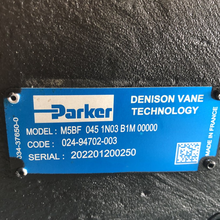 Parker
DENISON VANE
TECHNOLOGY
MODEL: M5BF 045 1N03 B1M 00000
CODE: 024-94702-003
SERIAL: 202201200250
334-37650-0
MADE IN FRANCE